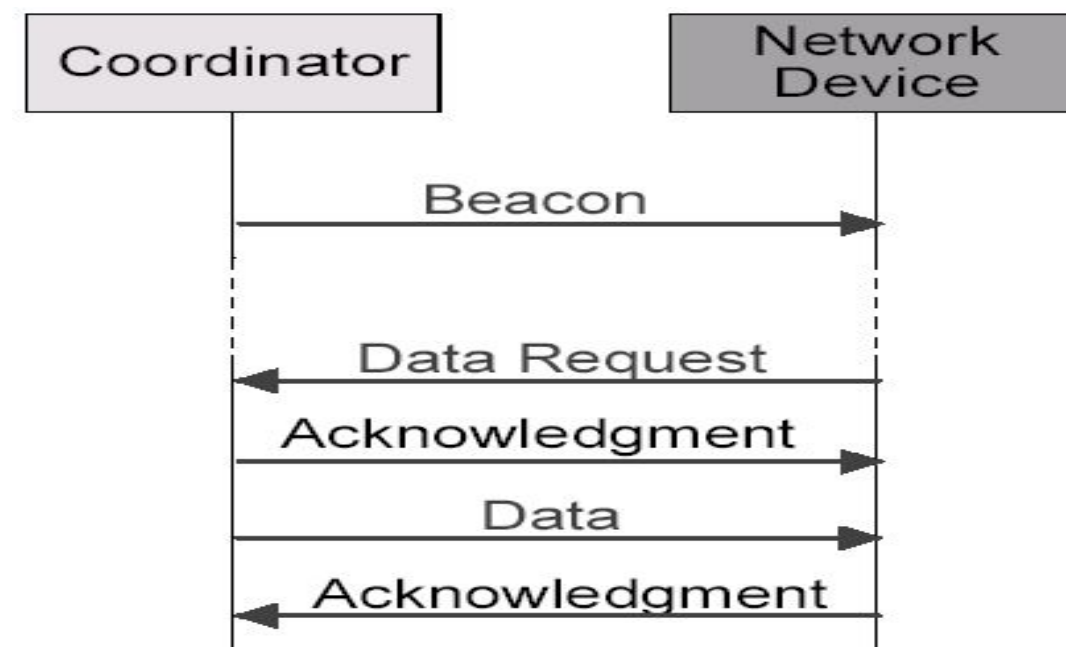 Coordinator
Network
Device
Beacon
Data Request
Acknowledgment
Data
Acknowledgment